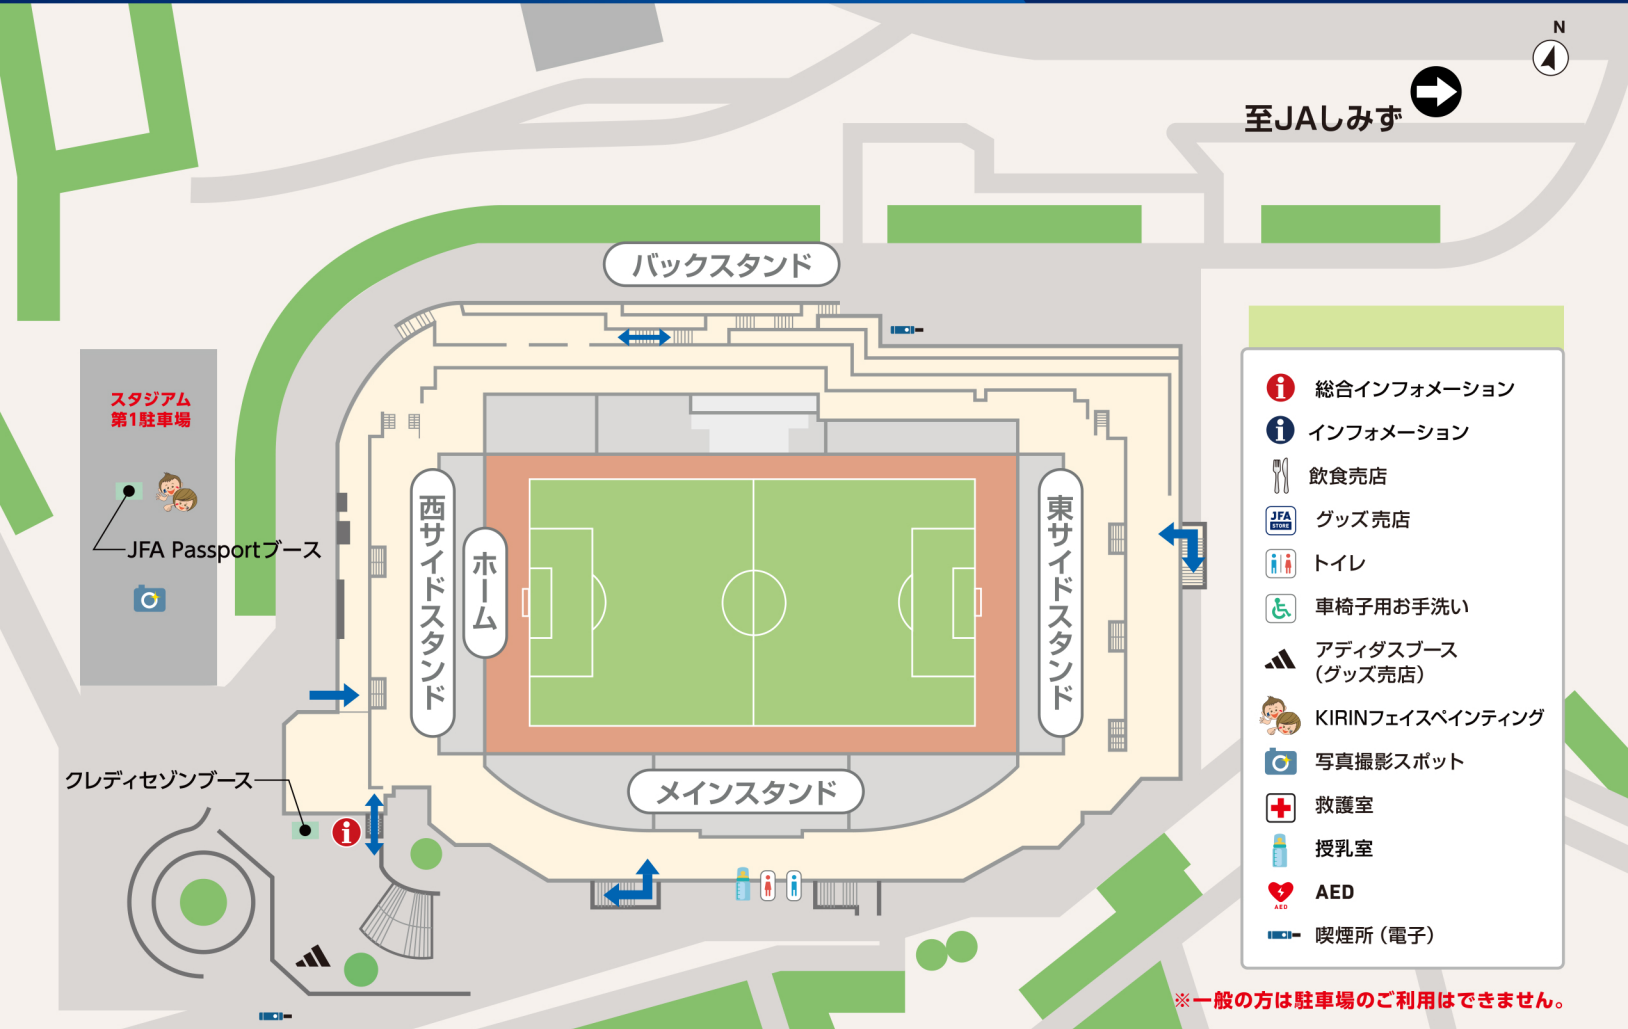 N
至JAしみず
バックスタンド
スタジアム
第1駐車場
JFA Passportブース
西サイドスタンド
ホーム
東サイドスタンド
メインスタンド
クレディセゾンブース
総合インフォメーション
インフォメーション
飲食売店
JFA
STORE
グッズ売店
トイレ
車椅子用お手洗い
アディダスブース
(グッズ売店)
KIRINフェイスペインティング
写真撮影スポット
救護室
授乳室
AED
AED
喫煙所(電子)
※一般の方は駐車場のご利用はできません。